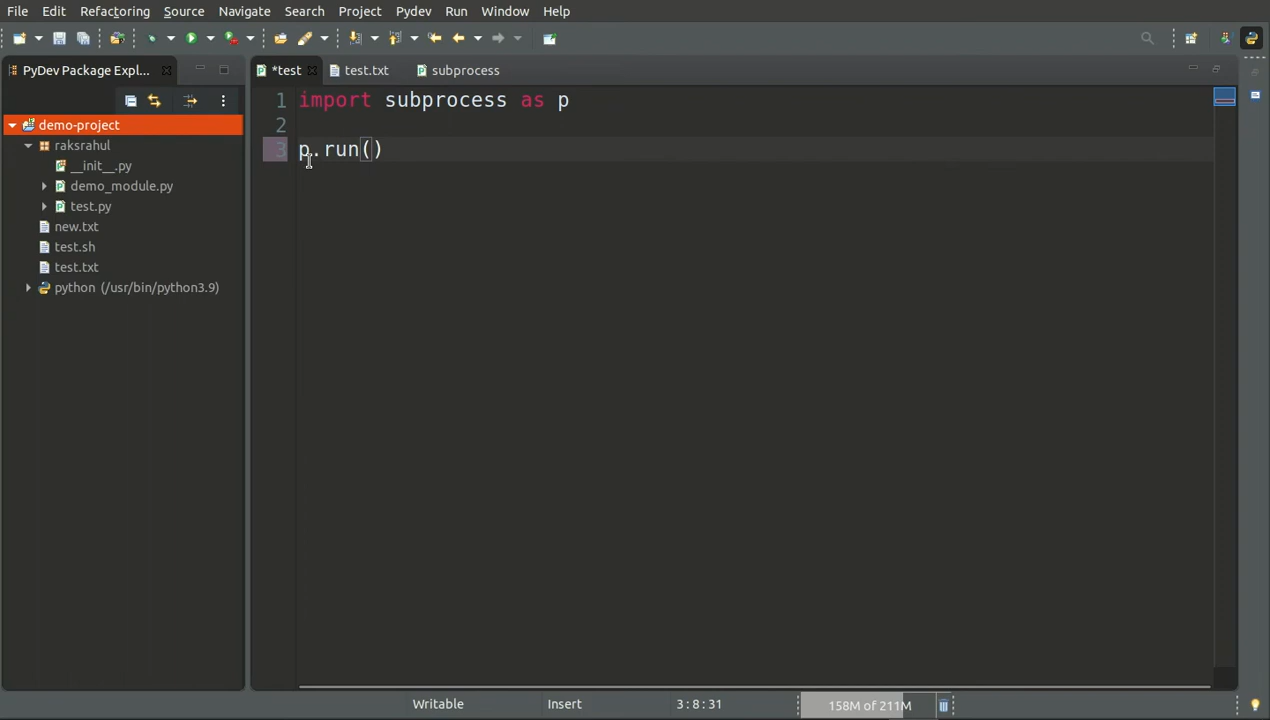 File Edit Refactoring Source Navigate Search Project Pydev Run Window Help
PyDev Package Expl...
*test test.txt subprocess
demo-project
raksrahul
__init__.py
demo_module.py
test.py
new.txt
test.sh
test.txt
python (/usr/bin/python3.9)
1 import subprocess as p
2
3 p.run()
Writable Insert 3:8:31 158M of 211M